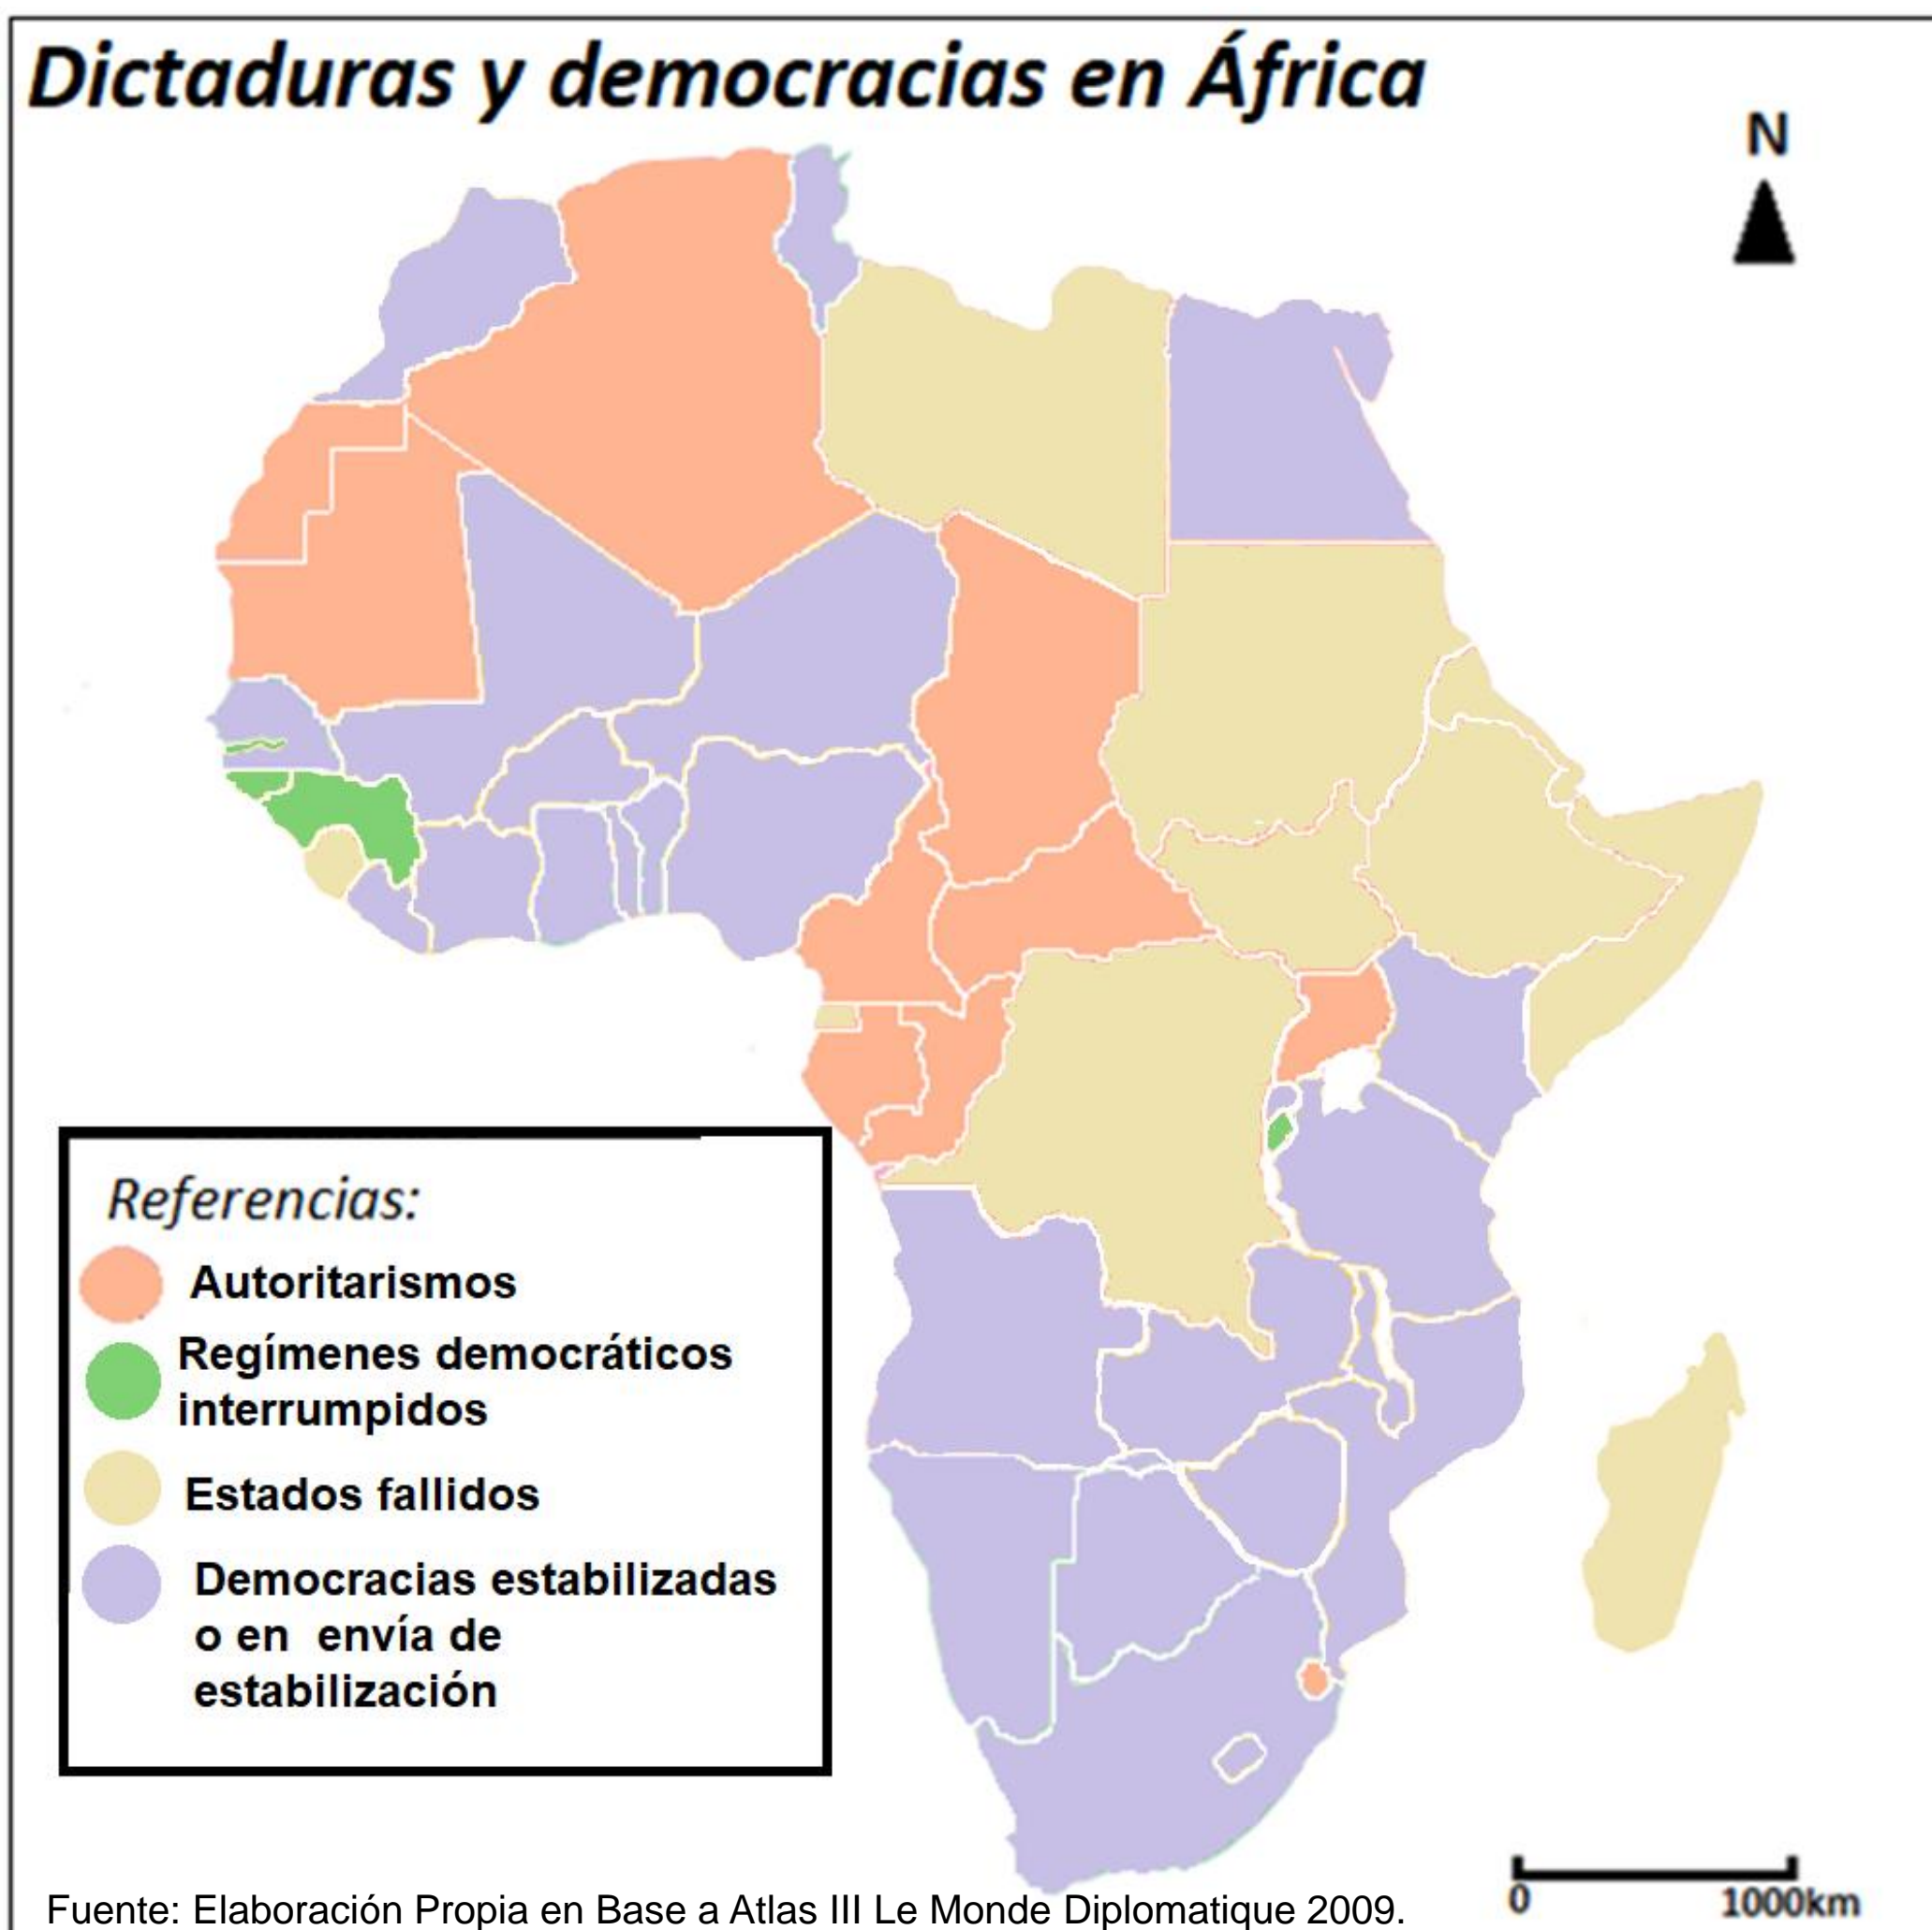 Dictaduras y democracias en África
N
Referencias:
Autoritarismos
Regímenes democráticos
interrumpidos
Estados fallidos
Democracias estabilizadas
o en envía de
estabilización
0 1000km
Fuente: Elaboración Propia en Base a Atlas III Le Monde Diplomatique 2009.